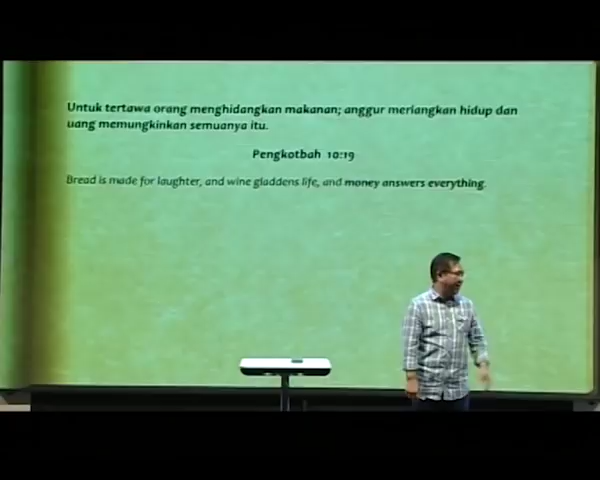 Untuk tertawa orang menghidangkan makanan; anggur meriangkan hidup dan
uang memungkinkan semuanya itu.
Pengkotbah 10:19
Bread is made for laughter, and wine gladdens life, and money answers everything.